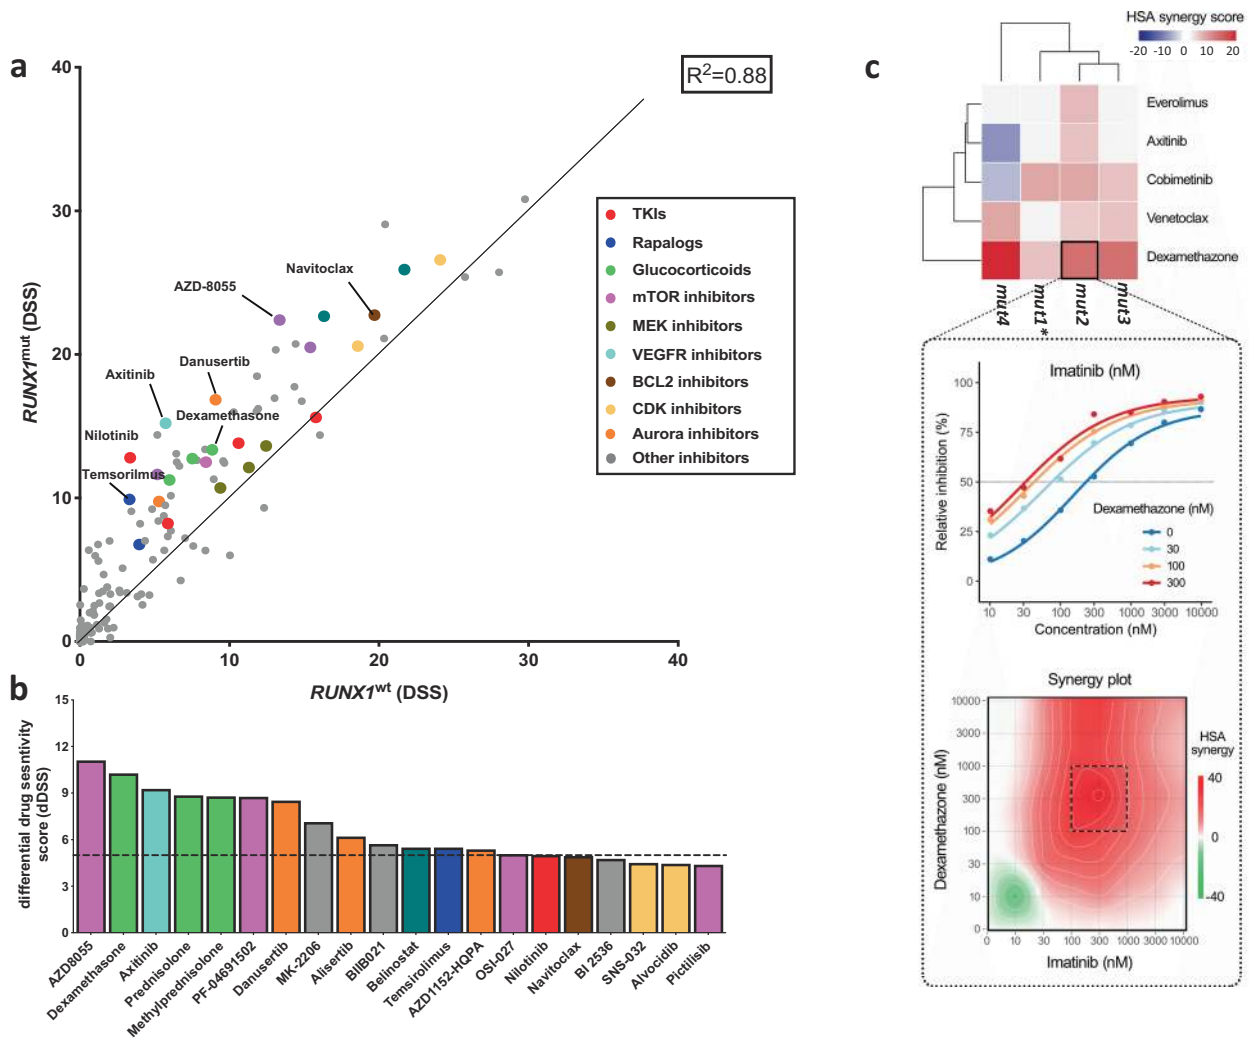 a
40
30
20
10
0
0
10
20
30
40
RUNX1mut (DSS)
RUNX1wt (DSS)
R2=0.88
AZD-8055
Navitoclax
Danusertib
Axitinib
Dexamethasone
Nilotinib
Temsorilmus
TKIs
Rapalogs
Glucocorticoids
mTOR inhibitors
MEK inhibitors
VEGFR inhibitors
BCL2 inhibitors
CDK inhibitors
Aurora inhibitors
Other inhibitors
b
differential drug sesntivity
score (dDSS)
15
12
9
6
3
0
AZD8055
Dexamethasone
Axitinib
Prednisolone
Methylprednisolone
PF-04691502
Danusertib
MK-2206
Alisertib
BIIB021
Belinostat
Temsirolimus
AZD1152-HQPA
OSI-027
Nilotinib
Navitoclax
BI 2536
SNS-032
Alvocidib
Pictilisib
c
HSA synergy score
-20 -10 0 10 20
Everolimus
Axitinib
Cobimetinib
Venetoclax
Dexamethazone
mut4
mut1*
mut2
mut3
Imatinib (nM)
Relative inhibition (%)
100
75
50
25
0
Dexamethazone (nM)
0
30
100
300
10 30 100 300 1000 3000 10000
Concentration (nM)
Synergy plot
Dexamethazone (nM)
10000
3000
1000
300
100
30
10
0
0 10 30 100 300 1000 3000 10000
Imatinib (nM)
HSA
synergy
40
0
-40